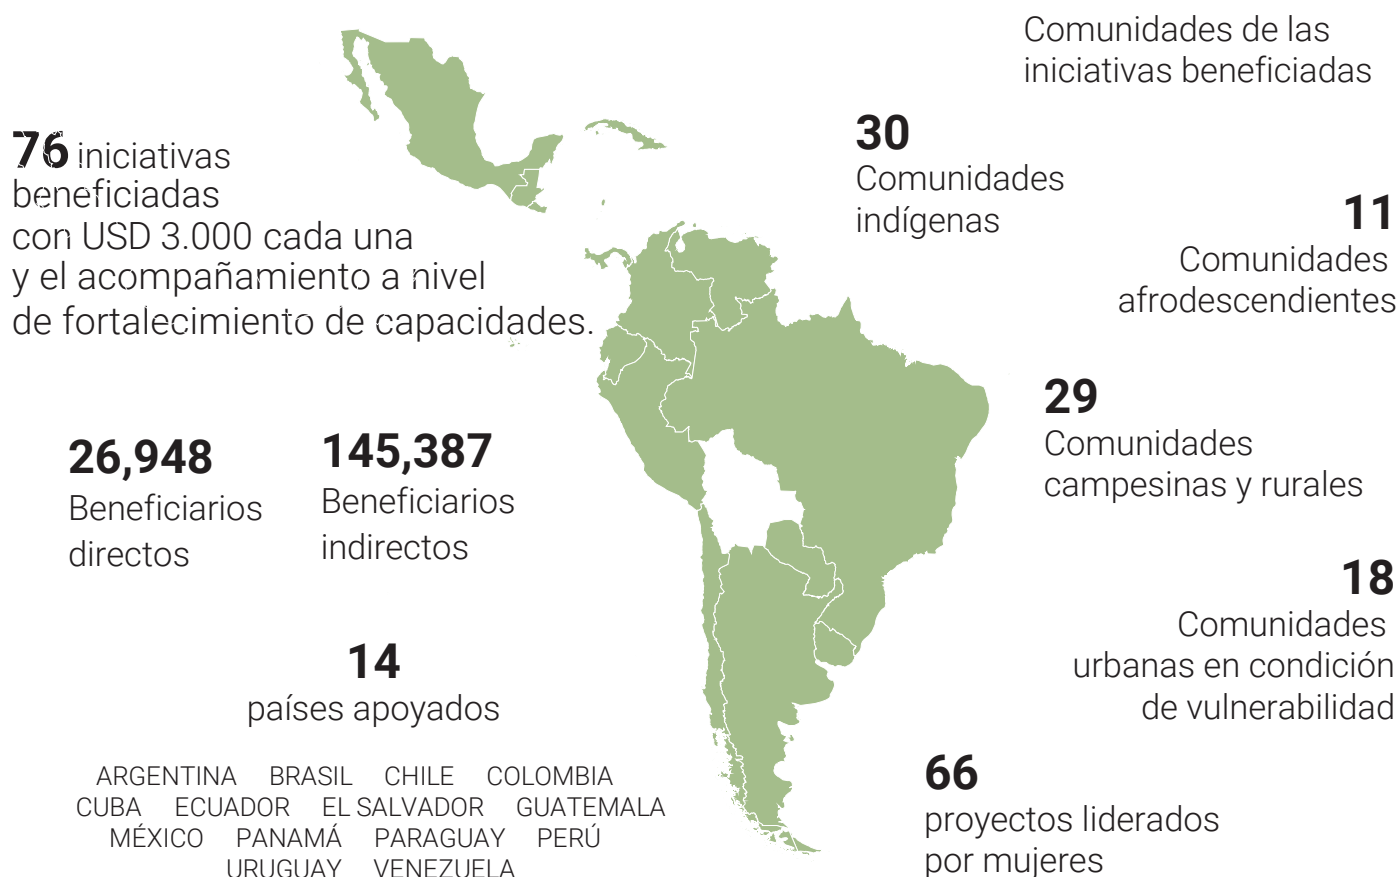 Comunidades de las
iniciativas beneficiadas
76 iniciativas
beneficiadas
con USD 3.000 cada una
y el acompañamiento a nivel
de fortalecimiento de capacidades.
30
Comunidades
indígenas
11
Comunidades
afrodescendientes
26,948
Beneficiarios
directos
145,387
Beneficiarios
indirectos
29
Comunidades
campesinas y rurales
18
Comunidades
urbanas en condición
de vulnerabilidad
14
países apoyados
ARGENTINA BRASIL CHILE COLOMBIA
CUBA ECUADOR EL SALVADOR GUATEMALA
MÉXICO PANAMÁ PARAGUAY PERÚ
URUGUAY VENEZUELA
66
proyectos liderados
por mujeres